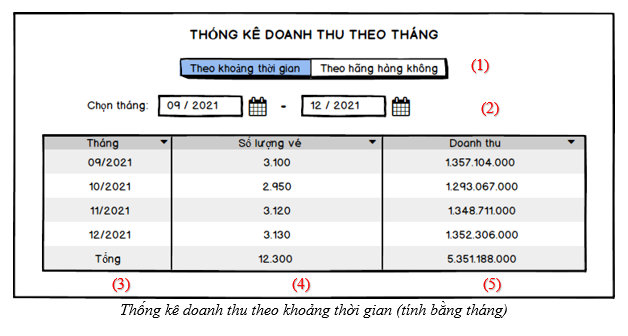 THỐNG KÊ DOANH THU THEO THÁNG
Theo khoảng thời gian Theo hãng hàng không (1)
Chọn tháng: 09 / 2021 - 12 / 2021 (2)
Tháng Số lượng vé Doanh thu
09/2021 3.100 1.357.104.000
10/2021 2.950 1.293.067.000
11/2021 3.120 1.348.711.000
12/2021 3.130 1.352.306.000
Tổng 12.300 5.351.188.000
(3) (4) (5)
Thống kê doanh thu theo khoảng thời gian (tính bằng tháng)